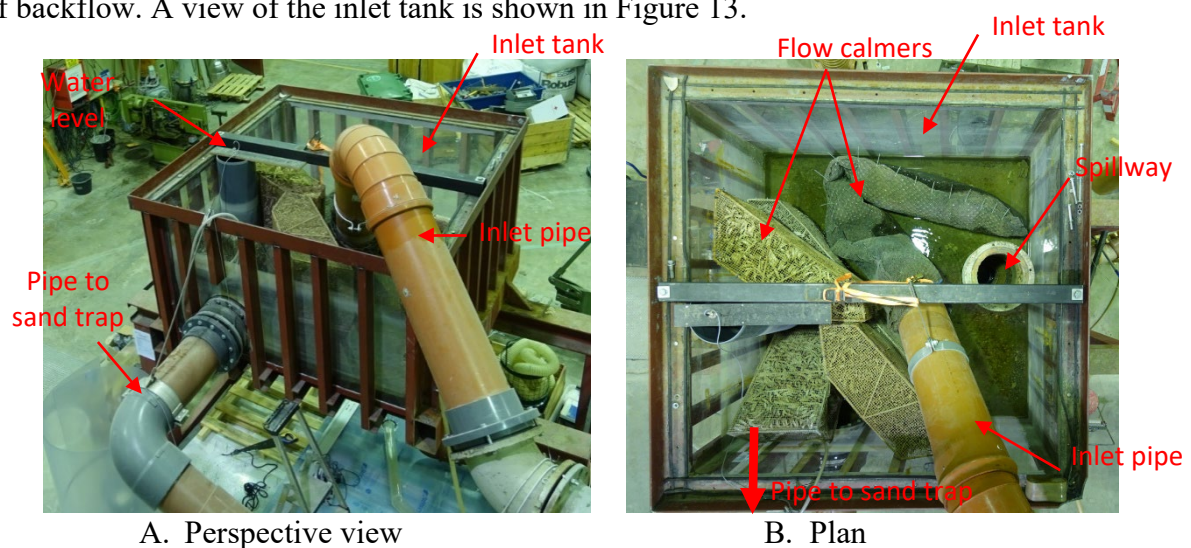 of backflow. A view of the inlet tank is shown in Figure 13.
Inlet tank
Water
level
Inlet pipe
Pipe to
sand trap
Flow calmers
Inlet tank
Spillway
Inlet pipe
Pipe to sand trap
A. Perspective view
B. Plan